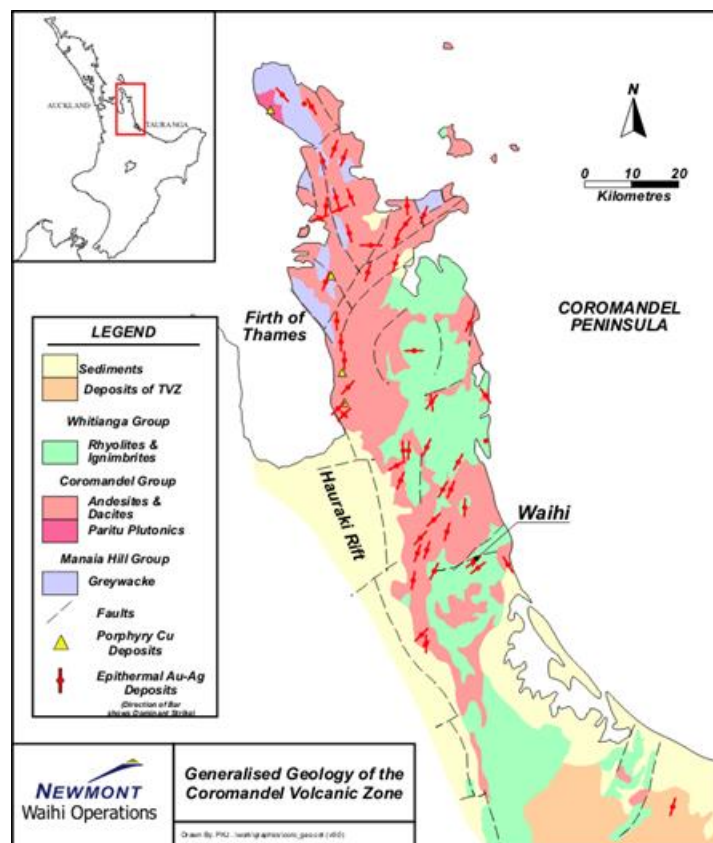 AUCKLAND
TAURANGA
N
0 10 20
Kilometres
COROMANDEL
PENINSULA
Firth of
Thames
Hauraki Rift
Waihi
LEGEND
Sediments
Deposits of TVZ
Whitianga Group
Rhyolites &
Ignimbrites
Coromandel Group
Andesites &
Dacites
Paritu Plutonics
Manaia Hill Group
Greywacke
Faults
Porphyry Cu
Deposits
Epithermal Au-Ag
Deposits
(Direction of Bar
shows Dominant Strike)
NEWMONT
Waihi Operations
Generalised Geology of the
Coromandel Volcanic Zone
Drawn By: